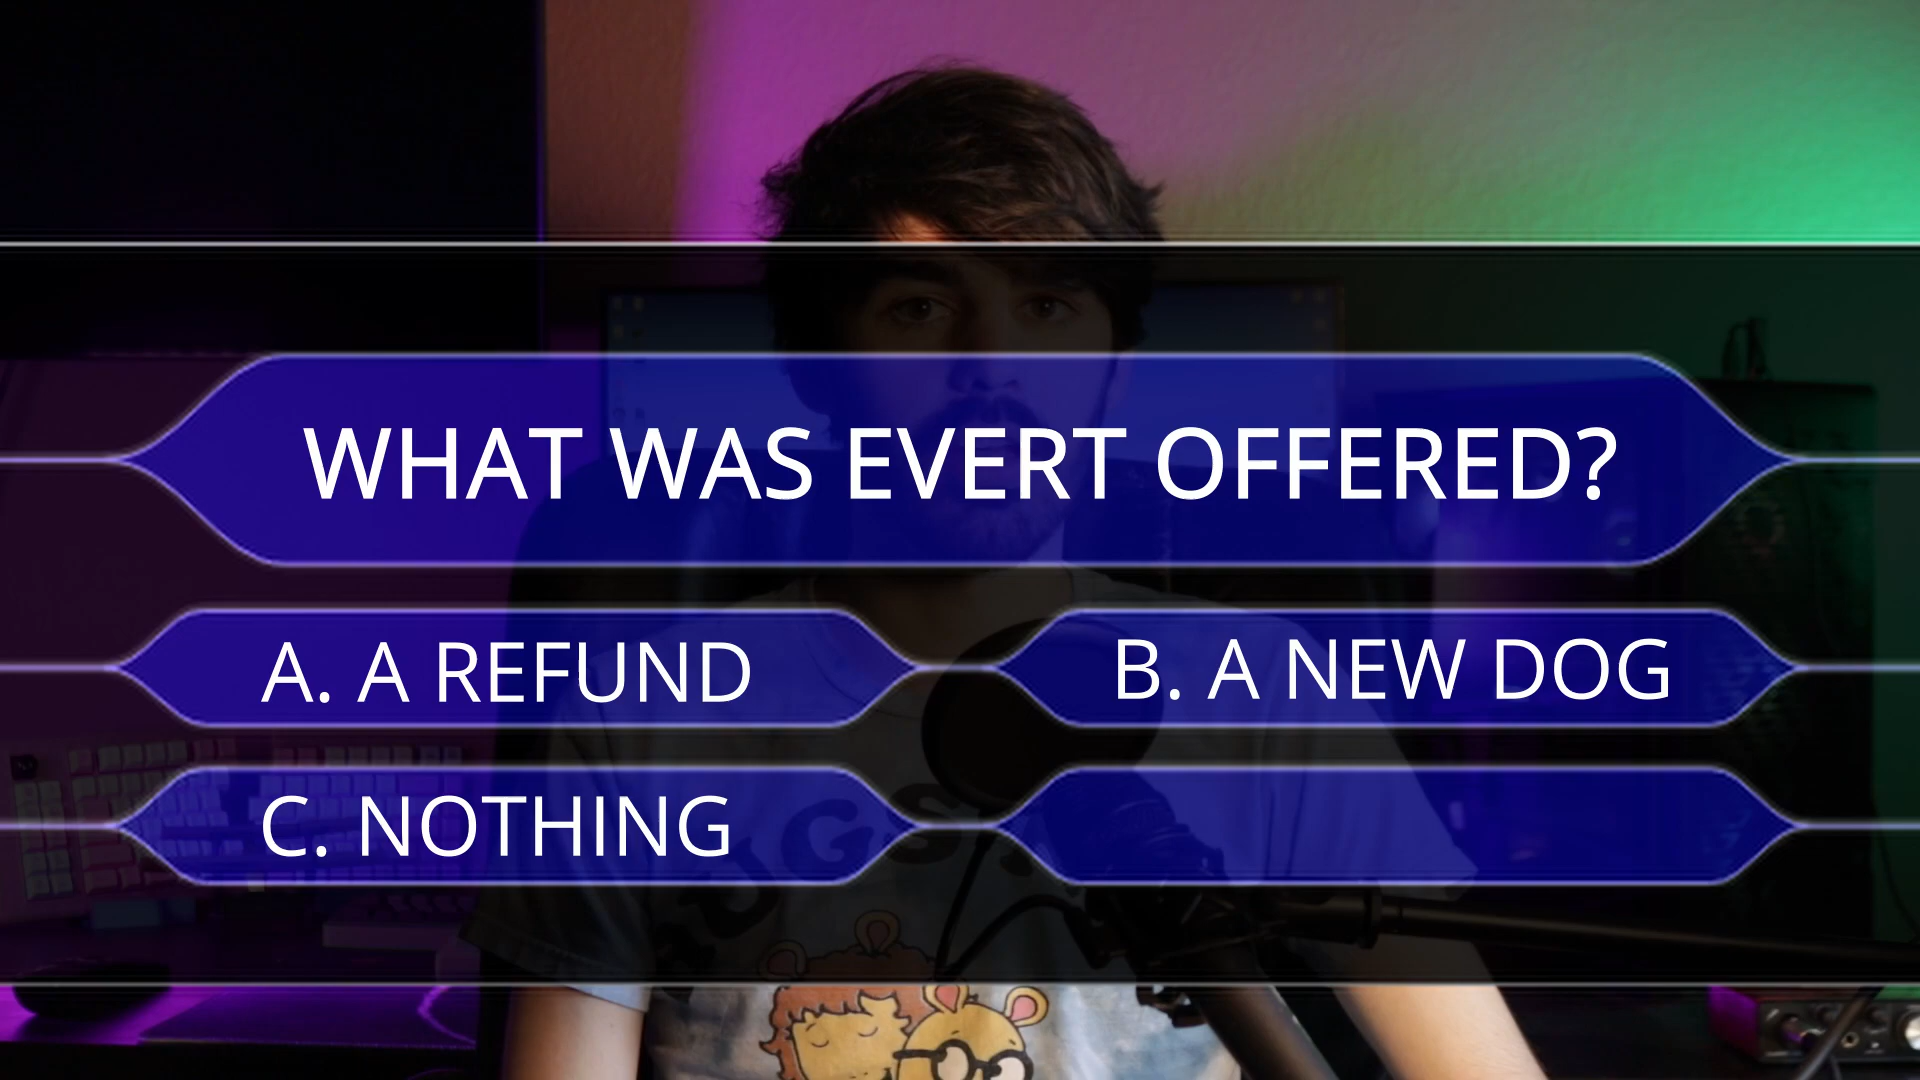 WHAT WAS EVERT OFFERED?
A. A REFUND
B. A NEW DOG
C. NOTHING